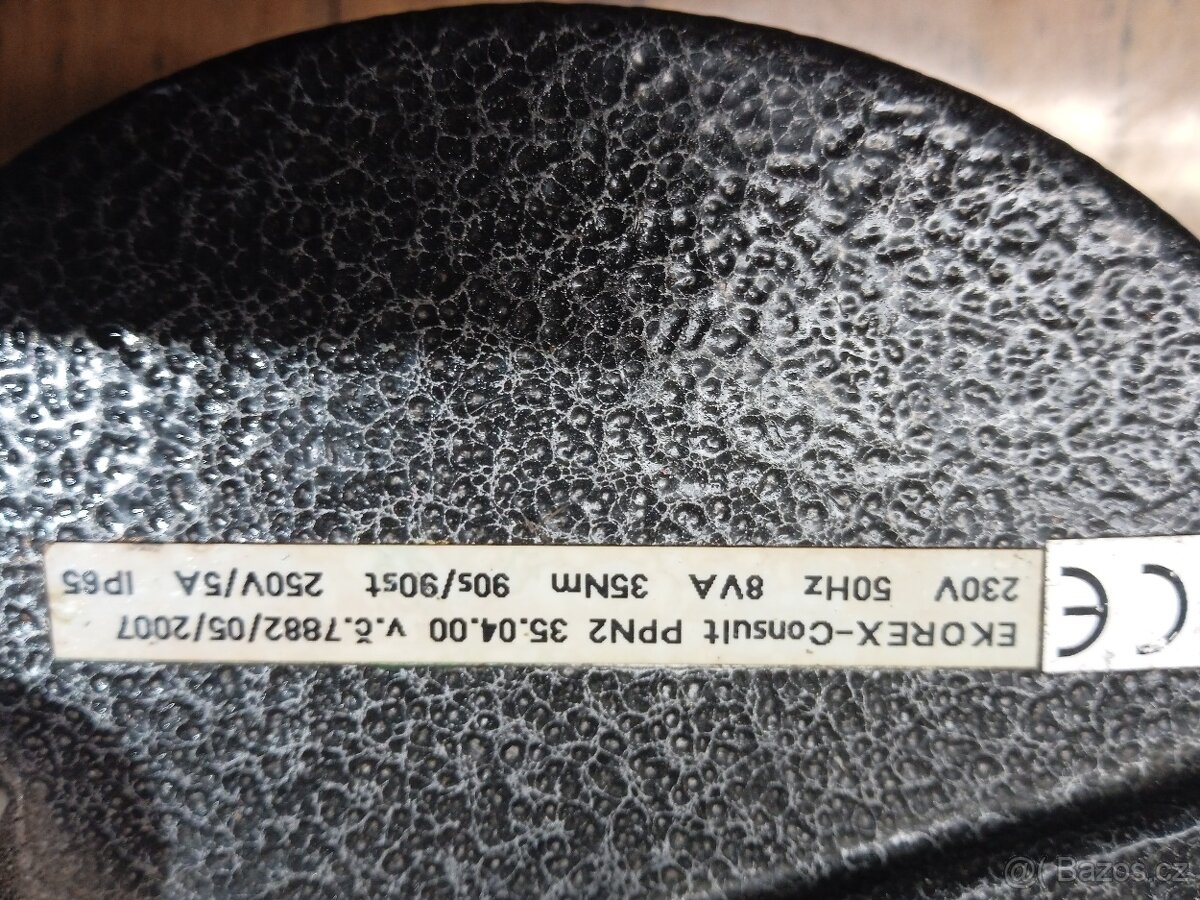 EKOREX-Consult PPN2 35.04.00 v.č.7882/05/2007
230V 50Hz 8VA 35Nm 90s/90st 250V/5A IP65
CE
@( Bazos.cz